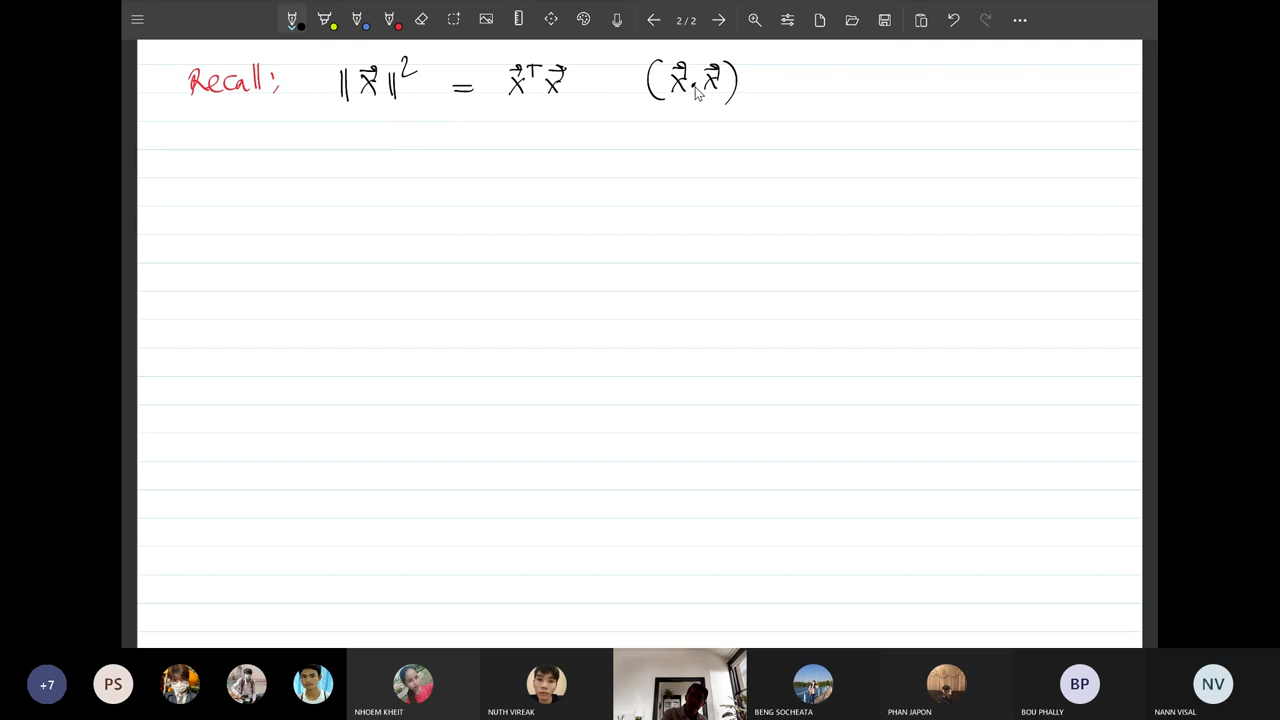 2/2
Recall: ‖x⃗‖² = x⃗ᵀx⃗ (x⃗·x⃗)
+7
PS
NHOEM KHEIT
NUTH VIREAK
BENG SOCHEATA
PHAN JAPON
BP
BOU PHALLY
NV
NANN VISAL